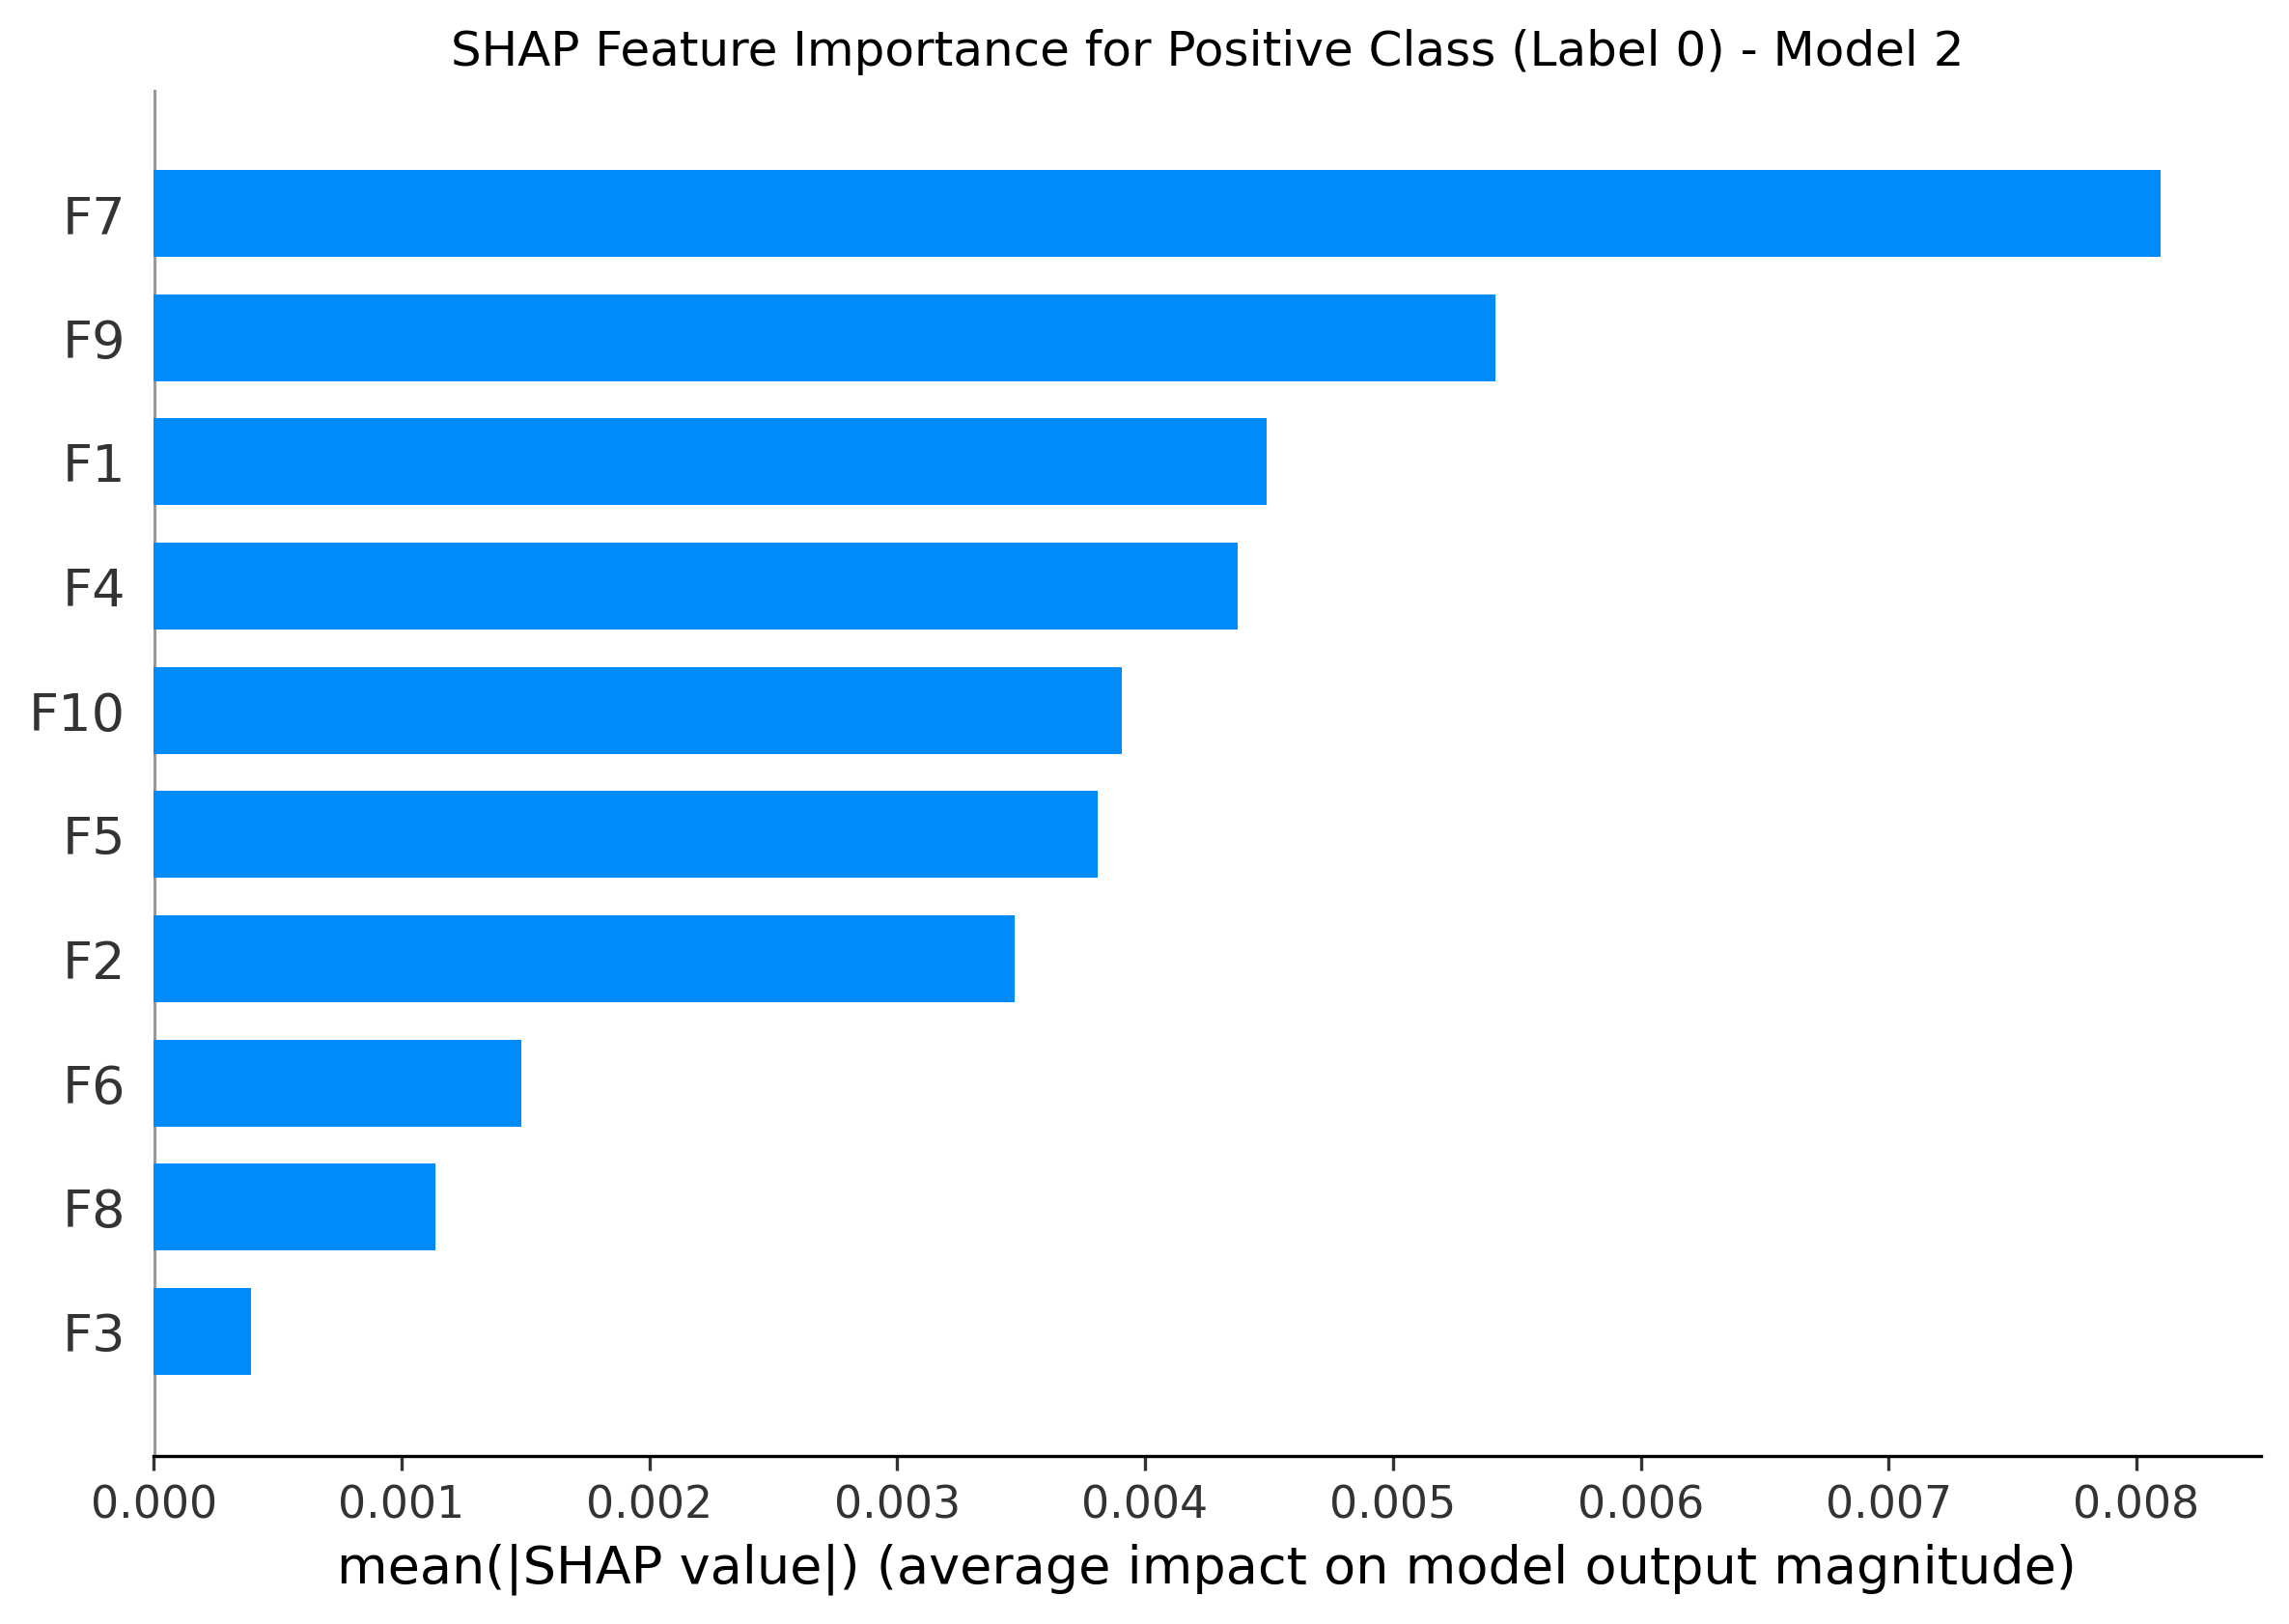 SHAP Feature Importance for Positive Class (Label 0) - Model 2
F7
F9
F1
F4
F10
F5
F2
F6
F8
F3
0.000 0.001 0.002 0.003 0.004 0.005 0.006 0.007 0.008
mean(|SHAP value|) (average impact on model output magnitude)